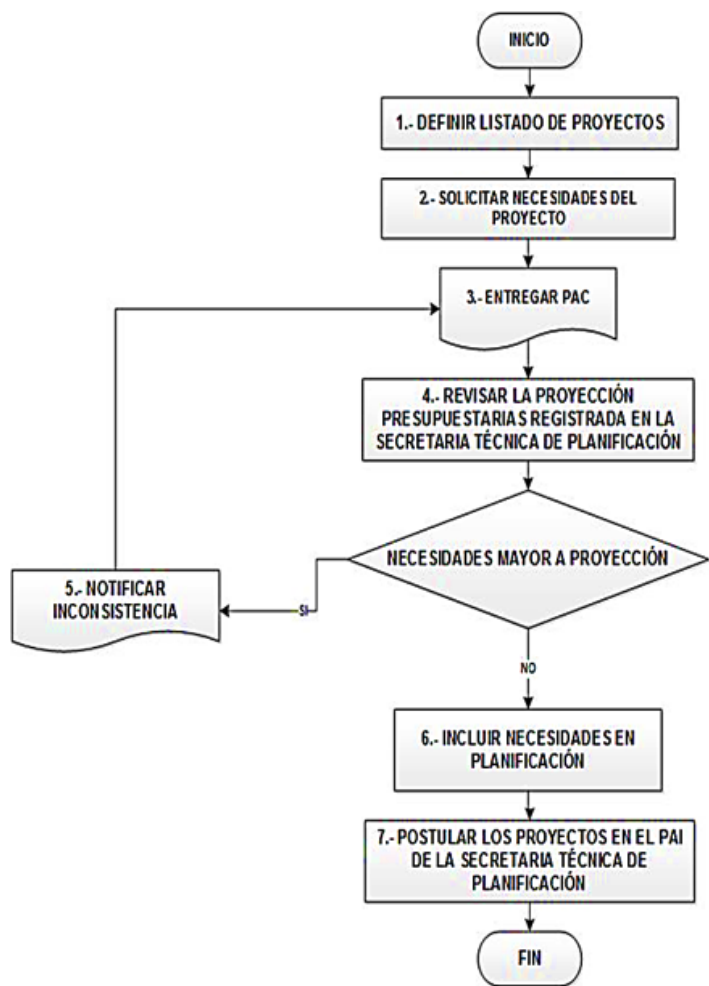 INICIO
1.- DEFINIR LISTADO DE PROYECTOS
2.- SOLICITAR NECESIDADES DEL
PROYECTO
3.- ENTREGAR PAC
4.- REVISAR LA PROYECCIÓN
PRESUPUESTARIAS REGISTRADA EN LA
SECRETARIA TÉCNICA DE PLANIFICACIÓN
NECESIDADES MAYOR A PROYECCIÓN
5.- NOTIFICAR
INCONSISTENCIA
SI
NO
6.- INCLUIR NECESIDADES EN
PLANIFICACIÓN
7.- POSTULAR LOS PROYECTOS EN EL PAI
DE LA SECRETARIA TÉCNICA DE
PLANIFICACIÓN
FIN